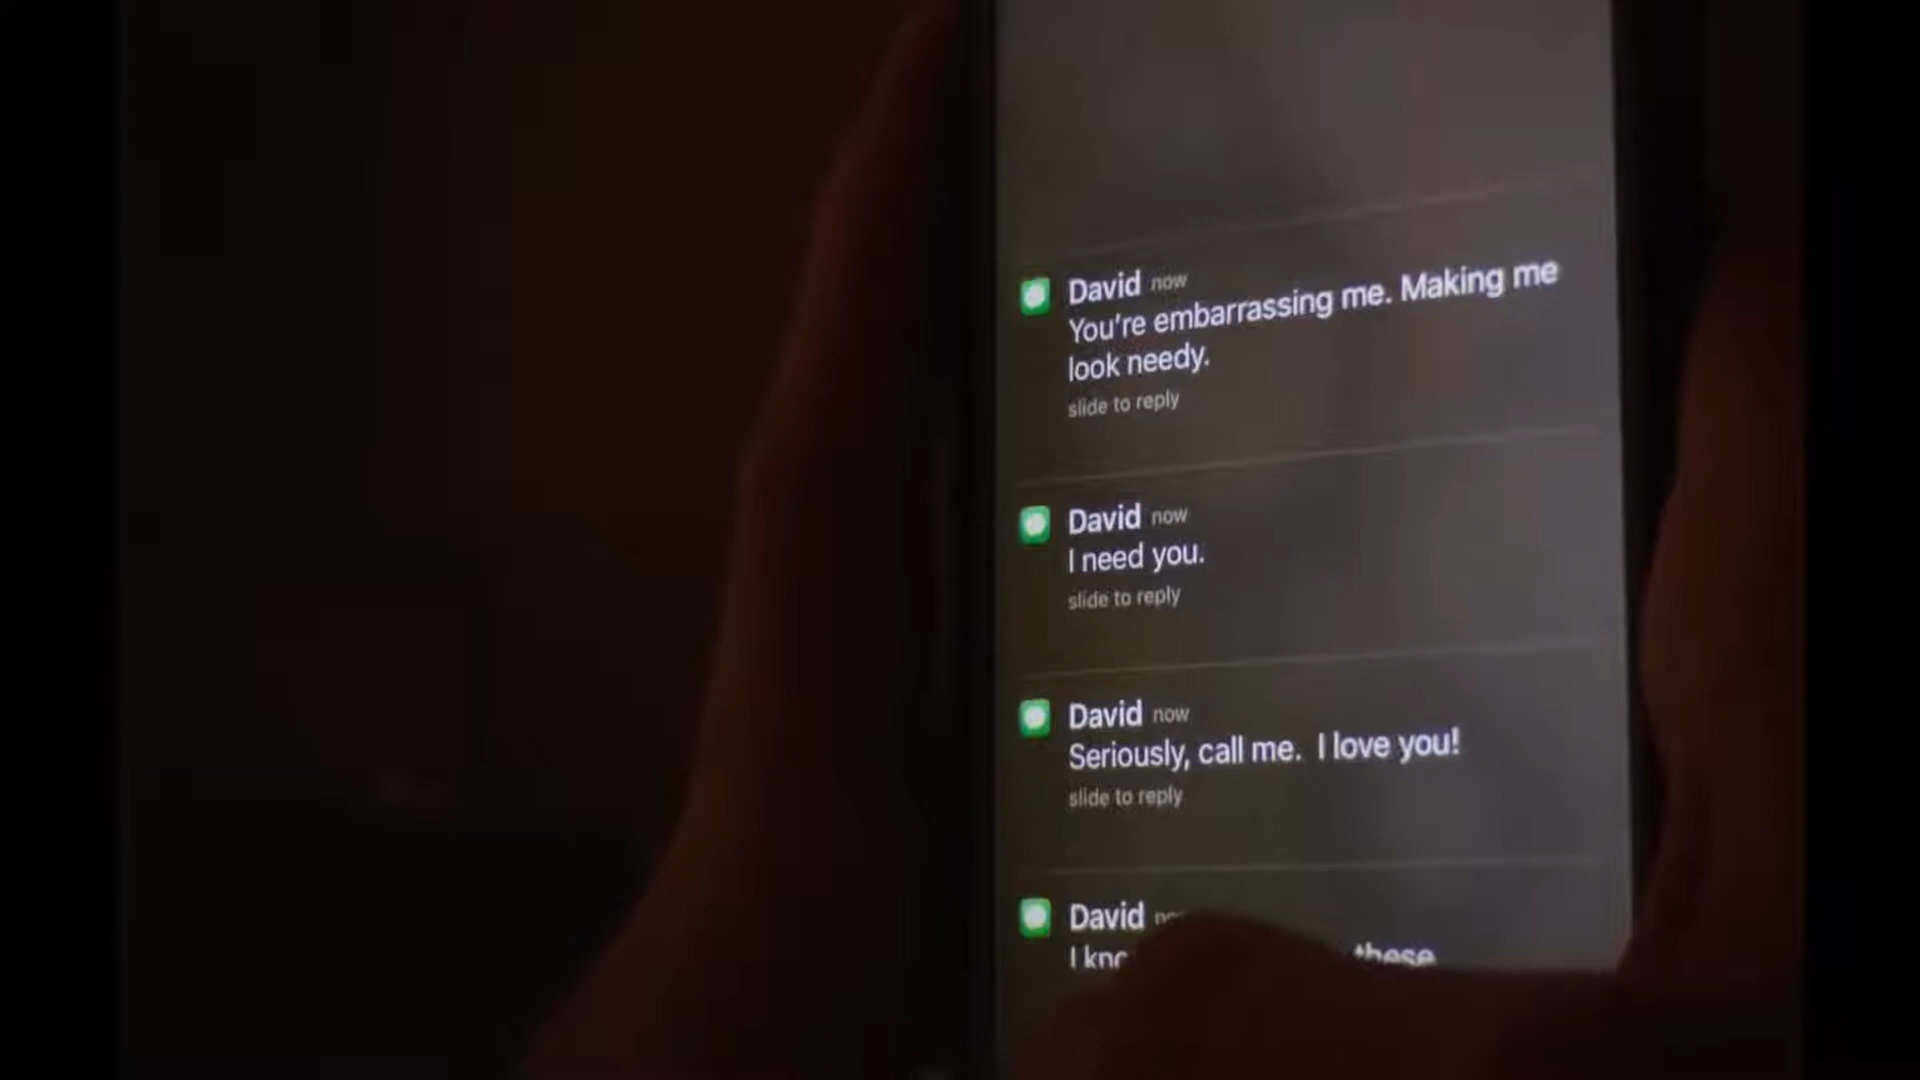 David now
You're embarrassing me. Making me
look needy.
slide to reply
David now
I need you.
slide to reply
David now
Seriously, call me. I love you!
slide to reply
David
I these